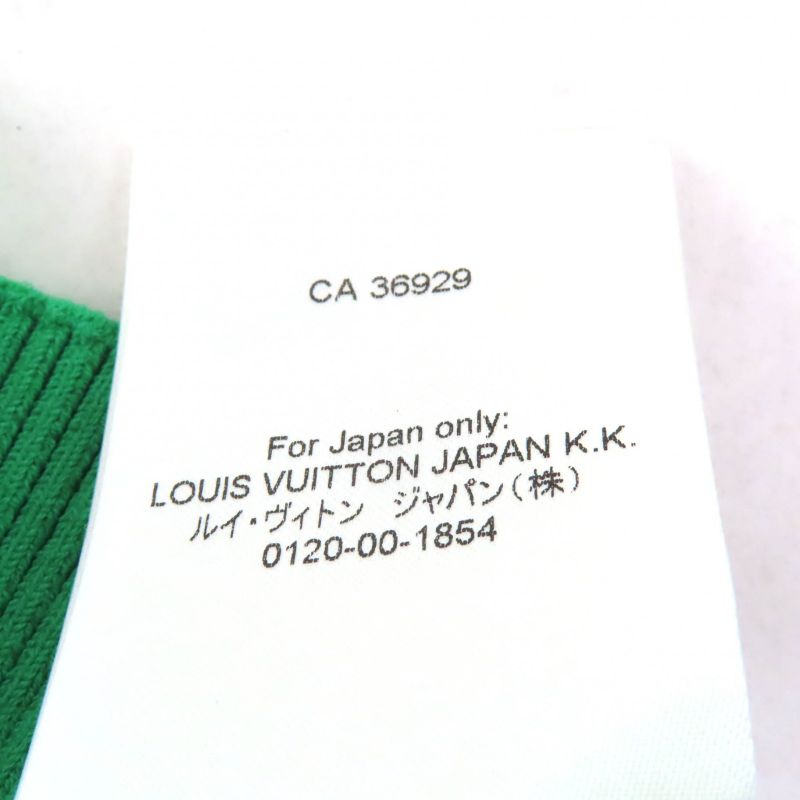 CA 36929
For Japan only:
LOUIS VUITTON JAPAN K.K.
ルイ・ヴィトン　ジャパン(株)
0120-00-1854